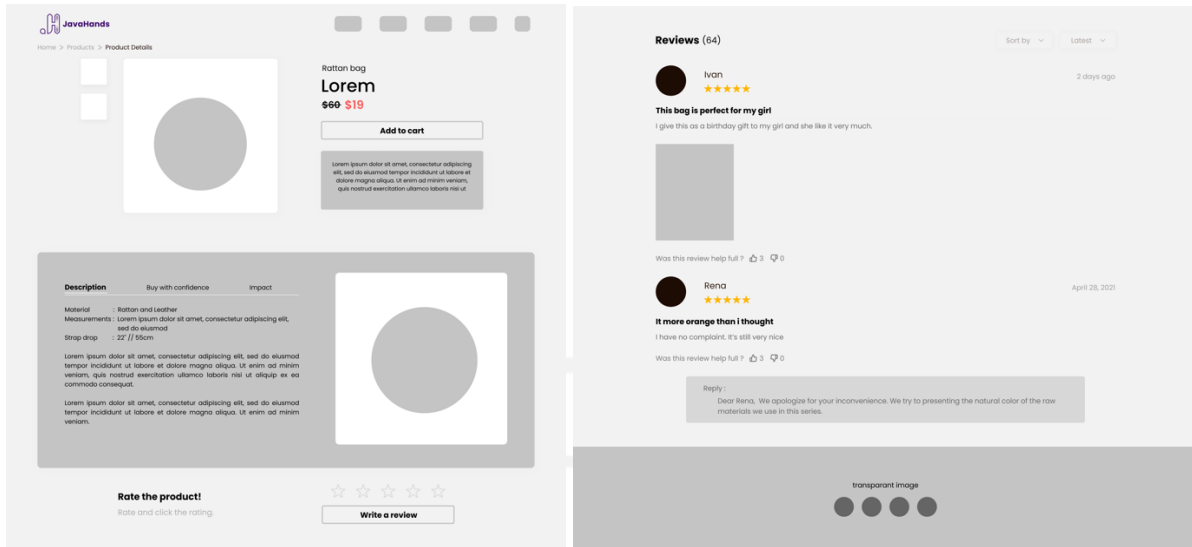 JavaHands
Home > Products > Product Details
Rattan bag
Lorem
$60 $19
Add to cart
Lorem ipsum dolor sit amet, consectetur adipiscing
elit, sed do eiusmod tempor incididunt ut labore et
dolore magna aliqua. Ut enim ad minim veniam,
quis nostrud exercitation ullamco laboris nisi ut
Description Buy with confidence Impact
Material : Rattan and Leather
Measurements : Lorem ipsum dolor sit amet, consectetur adipiscing elit,
sed do eiusmod
Strap drop : 22" // 55cm
Lorem ipsum dolor sit amet, consectetur adipiscing elit, sed do eiusmod
tempor incididunt ut labore et dolore magna aliqua. Ut enim ad minim
veniam, quis nostrud exercitation ullamco laboris nisi ut aliquip ex ea
commodo consequat.
Lorem ipsum dolor sit amet, consectetur adipiscing elit, sed do eiusmod
tempor incididunt ut labore et dolore magna aliqua. Ut enim ad minim
veniam.
Rate the product!
Rate and click the rating.
Write a review
Reviews (64)
Sort by Latest
Ivan
2 days ago
This bag is perfect for my girl
I give this as a birthday gift to my girl and she like it very much.
Was this review help full ? 3 0
Rena
April 28, 2021
It more orange than i thought
I have no complaint. It's still very nice
Was this review help full ? 3 0
Reply :
Dear Rena, We apologize for your inconvenience. We try to presenting the natural color of the raw
materials we use in this series.
transparant image